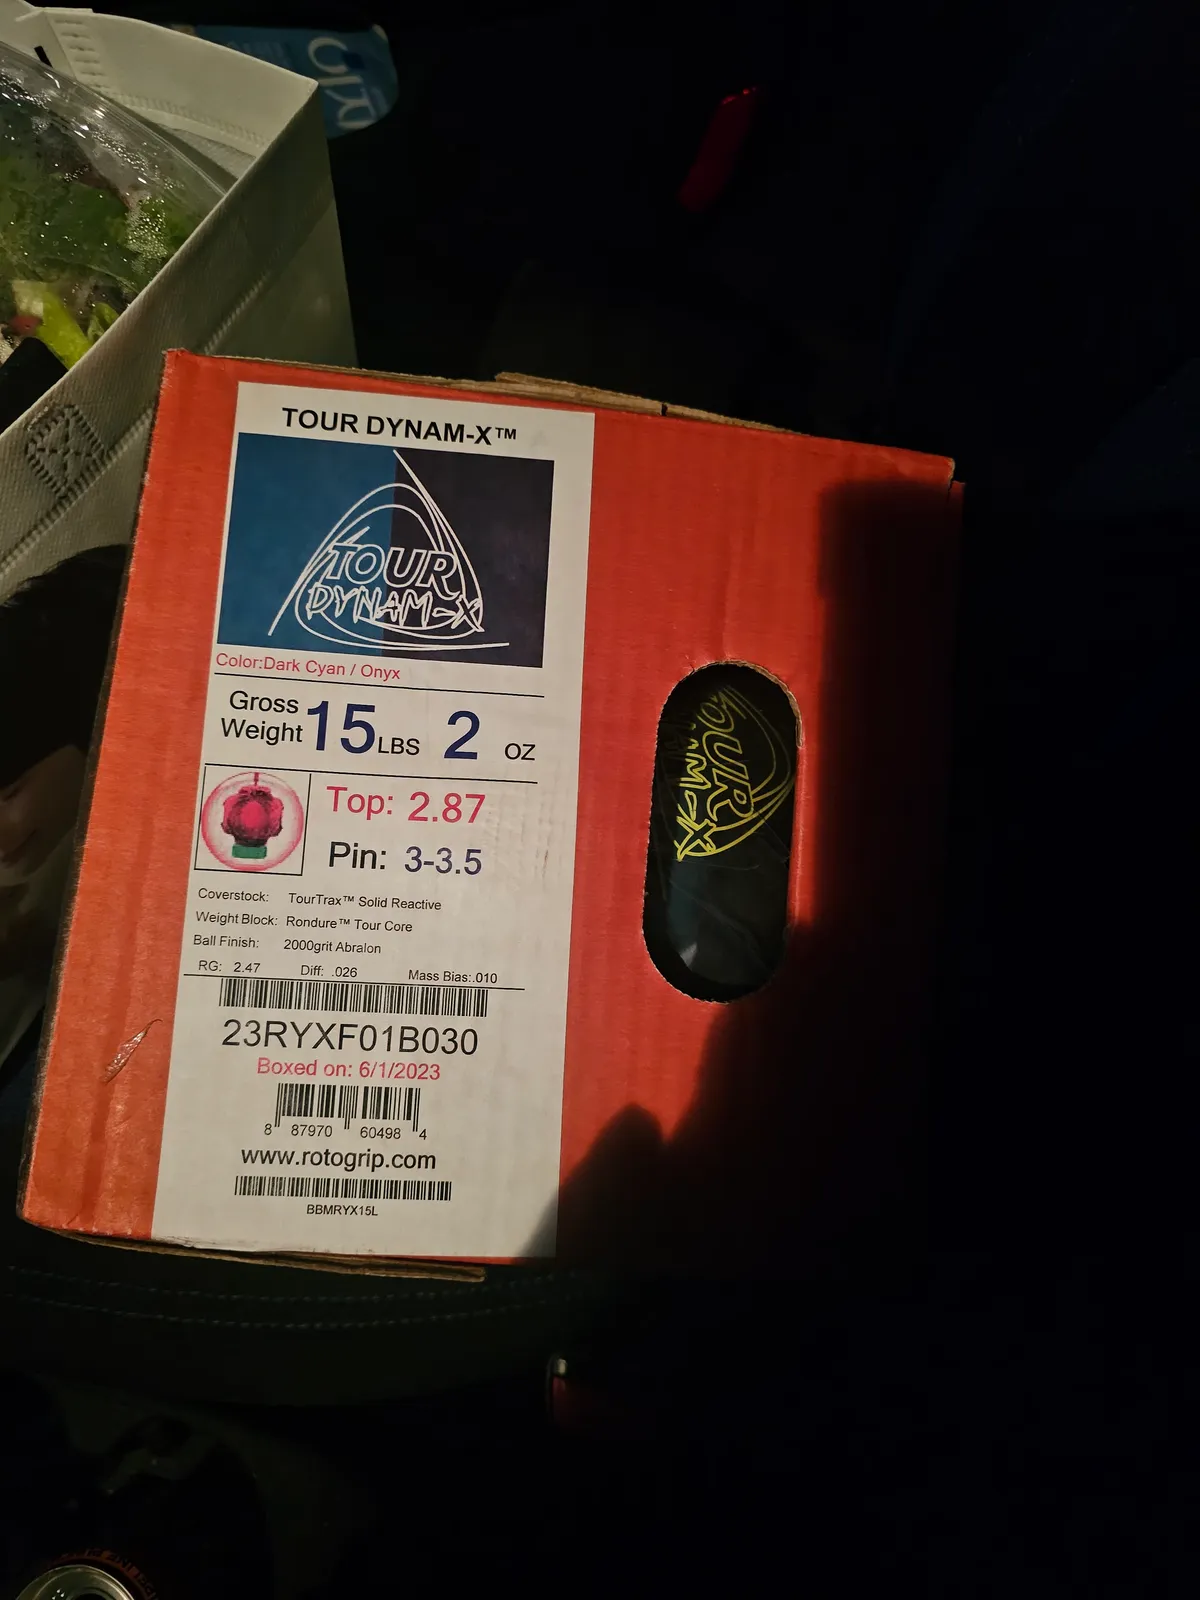 TOUR DYNAM-X™
TOUR
DYNAM-X
Color:Dark Cyan / Onyx
Gross Weight 15 LBS 2 OZ
Top: 2.87
Pin: 3-3.5
Coverstock: TourTrax™ Solid Reactive
Weight Block: Rondure™ Tour Core
Ball Finish: 2000grit Abralon
RG: 2.47 Diff: .026 Mass Bias:.010
23RYXF01B030
Boxed on: 6/1/2023
8 87970 60498 4
www.rotogrip.com
BBMRYX15L
TOUR
AM-X